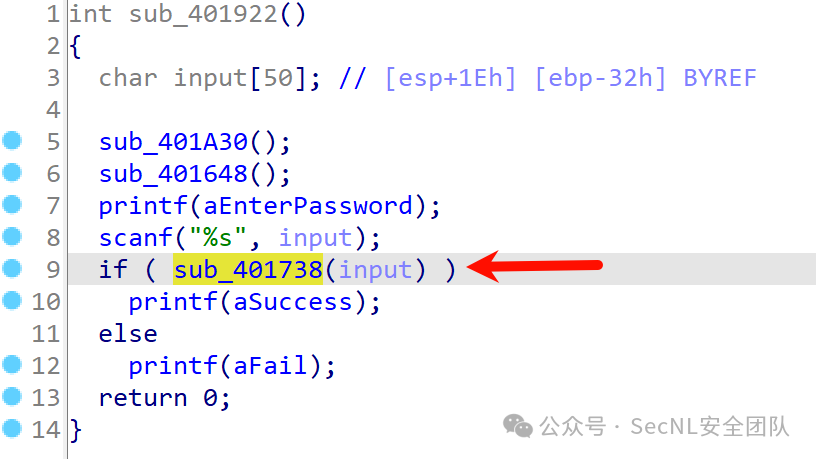 1 int sub_401922()
2 {
3   char input[50]; // [esp+1Eh] [ebp-32h] BYREF
4
5   sub_401A30();
6   sub_401648();
7   printf(aEnterPassword);
8   scanf("%s", input);
9   if ( sub_401738(input) )
10     printf(aSuccess);
11   else
12     printf(aFail);
13   return 0;
14 }
公众号 · SecNL安全团队